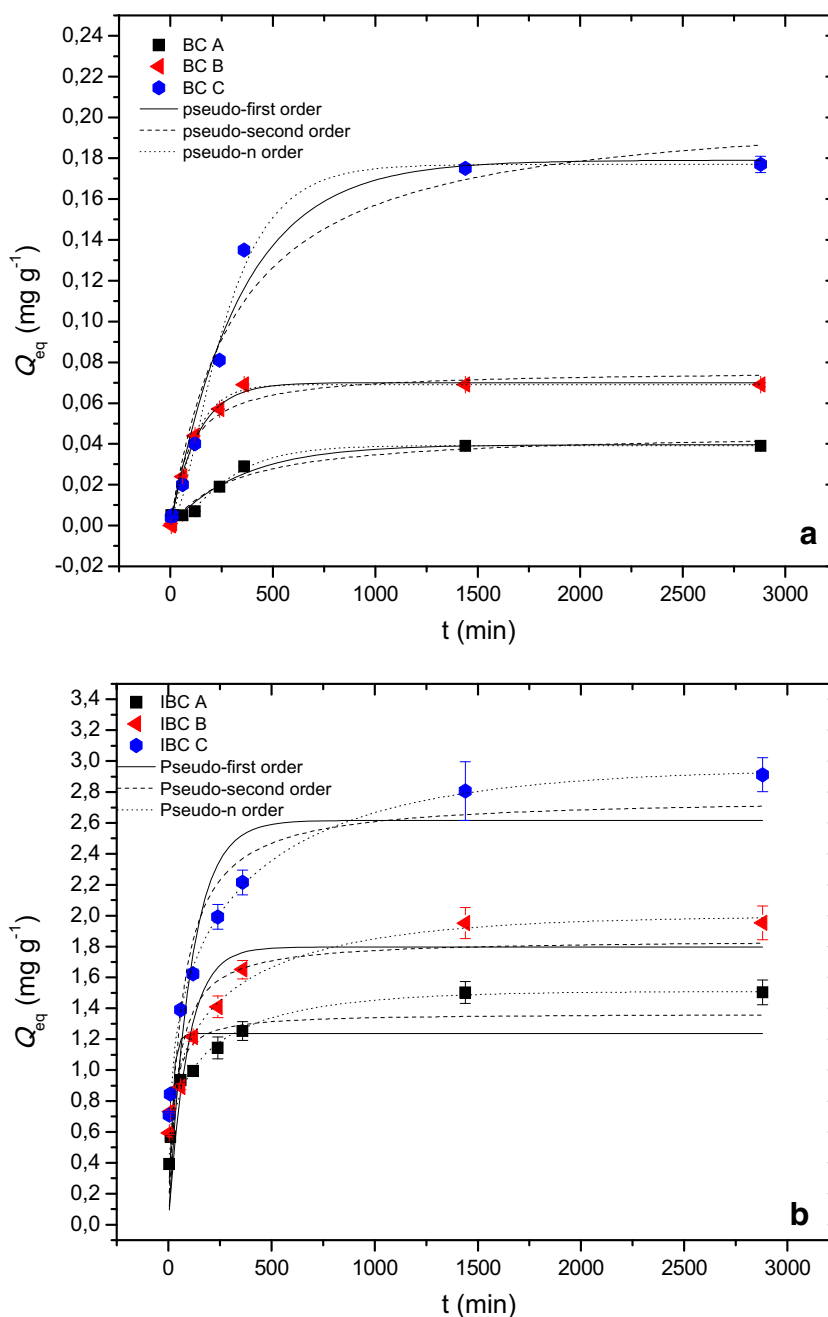 0,26
0,24
0,22
0,20
0,18
0,16
0,14
0,12
0,10
0,08
0,06
0,04
0,02
0,00
-0,02
Qeq (mg g-1)
BC A
BC B
BC C
pseudo-first order
pseudo-second order
pseudo-n order
a
0 500 1000 1500 2000 2500 3000
t (min)
3,4
3,2
3,0
2,8
2,6
2,4
2,2
2,0
1,8
1,6
1,4
1,2
1,0
0,8
0,6
0,4
0,2
0,0
Qeq (mg g-1)
IBC A
IBC B
IBC C
Pseudo-first order
Pseudo-second order
Pseudo-n order
b
0 500 1000 1500 2000 2500 3000
t (min)